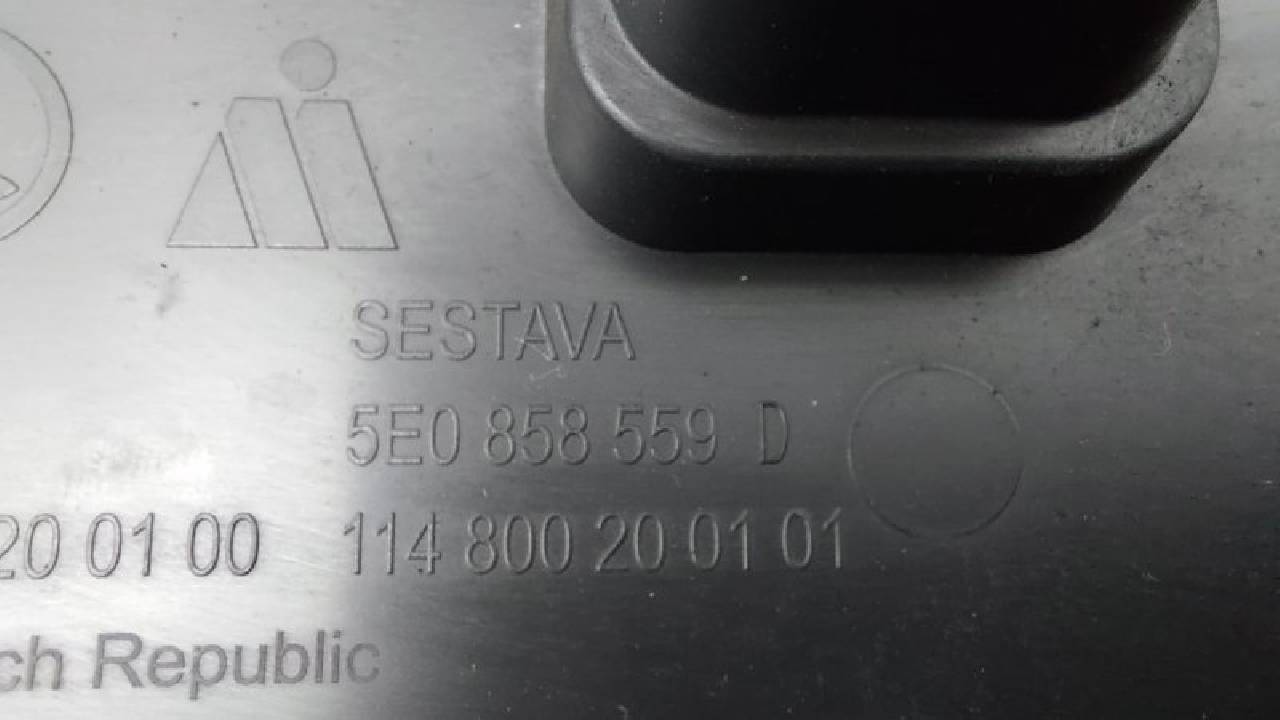 SESTAVA
5E0 858 559 D
20 01 00 114 800 20 01 01
ch Republic